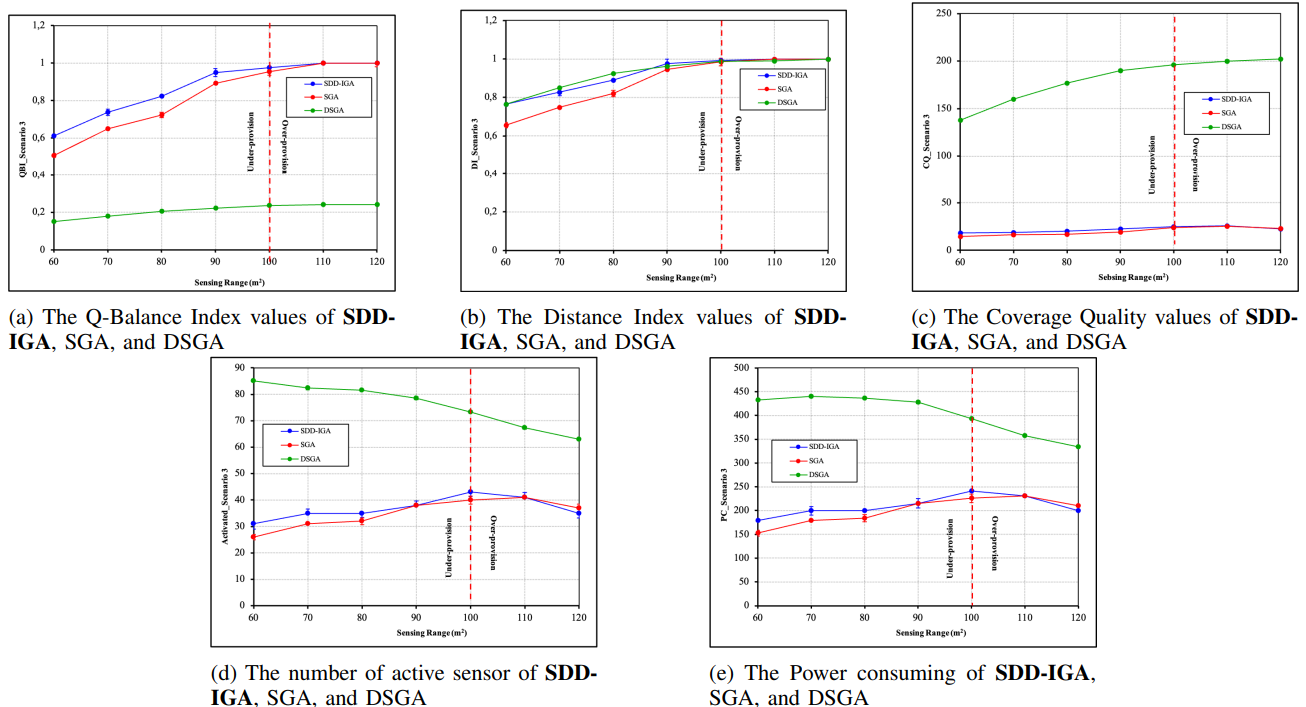 1,2
1
0,8
0,6
0,4
0,2
0
60 70 80 90 100 110 120
QBI_Scenario 3
Sensing Range (m²)
SDD-IGA
SGA
DSGA
Under-provision
Over-provision
(a) The Q-Balance Index values of SDD-
IGA, SGA, and DSGA
1,2
1
0,8
0,6
0,4
0,2
0
60 70 80 90 100 110 120
DI_Scenario 3
Sensing Range (m²)
SDD-IGA
SGA
DSGA
Under-provision
Over-provision
(b) The Distance Index values of SDD-
IGA, SGA, and DSGA
250
200
150
100
50
0
60 70 80 90 100 110 120
CQ_Scenario 3
Sebsing Range (m²)
SDD-IGA
SGA
DSGA
Under-provision
Over-provision
(c) The Coverage Quality values of SDD-
IGA, SGA, and DSGA
90
80
70
60
50
40
30
20
10
0
60 70 80 90 100 110 120
Activated_Scenario 3
Sensing Range (m²)
SDD-IGA
SGA
DSGA
Under-provision
Over-provision
(d) The number of active sensor of SDD-
IGA, SGA, and DSGA
500
450
400
350
300
250
200
150
100
50
0
60 70 80 90 100 110 120
PC_Scenario 3
Sensing Range (m²)
SDD-IGA
SGA
DSGA
Under-provision
Over-provision
(e) The Power consuming of SDD-IGA,
SGA, and DSGA